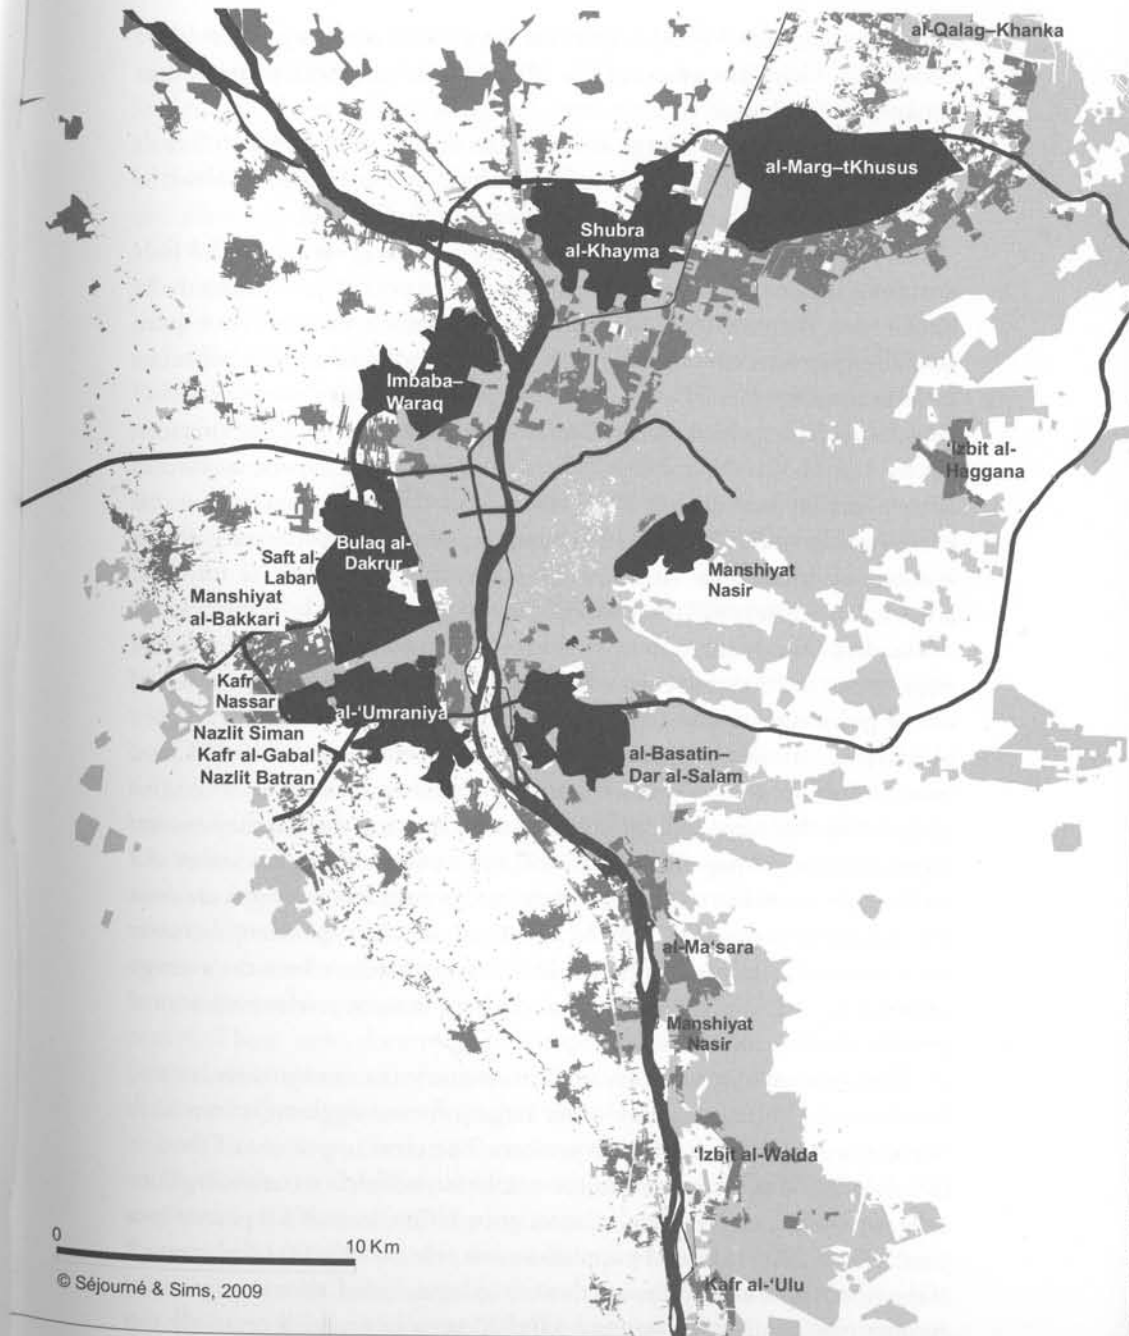 al-Qalag–Khanka
al-Marg–tKhusus
Shubra
al-Khayma
Imbaba–
Waraq
'Izbit al-
Haggana
Bulaq al-
Dakrur
Saft al-
Laban
Manshiyat
Nasir
Manshiyat
al-Bakkari
Kafr
Nassar
al-'Umraniya
Nazlit Siman
Kafr al-Gabal
Nazlit Batran
al-Basatin–
Dar al-Salam
al-Ma'sara
Manshiyat
Nasir
'Izbit al-Walda
Kafr al-'Ulu
0
10 Km
© Séjourné & Sims, 2009